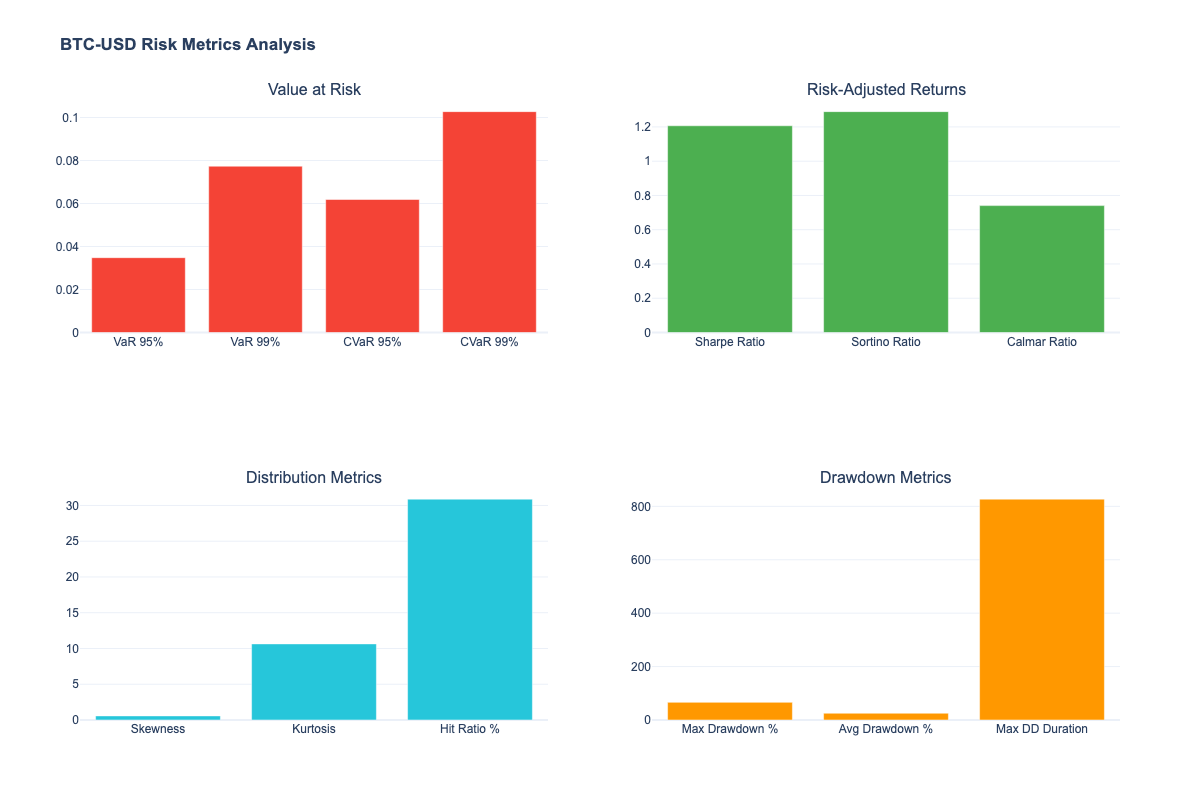 BTC-USD Risk Metrics Analysis
Value at Risk
0.1
0.08
0.06
0.04
0.02
0
VaR 95%
VaR 99%
CVaR 95%
CVaR 99%
Risk-Adjusted Returns
1.2
1
0.8
0.6
0.4
0.2
0
Sharpe Ratio
Sortino Ratio
Calmar Ratio
Distribution Metrics
30
25
20
15
10
5
0
Skewness
Kurtosis
Hit Ratio %
Drawdown Metrics
800
600
400
200
0
Max Drawdown %
Avg Drawdown %
Max DD Duration